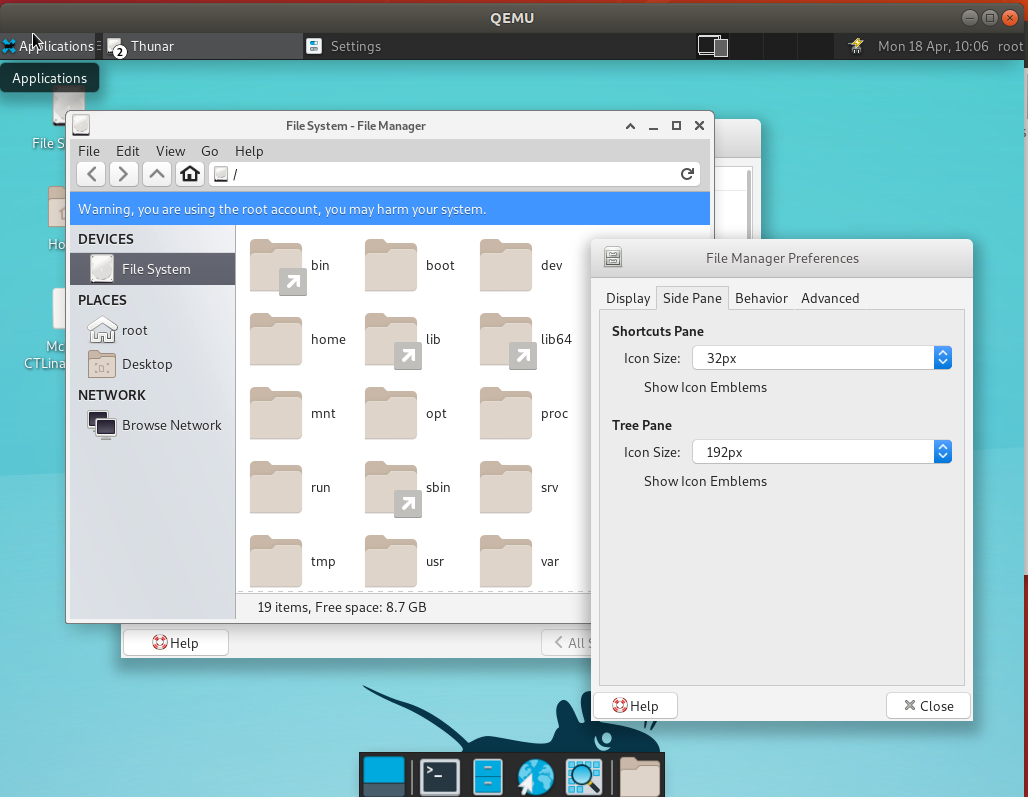 QEMU
Applications
2
Thunar
Settings
Mon 18 Apr, 10:06
root
Applications
File S
Ho
Mc
CTLina
File System - File Manager
File Edit View Go Help
/
Warning, you are using the root account, you may harm your system.
DEVICES
File System
PLACES
root
Desktop
NETWORK
Browse Network
bin
boot
dev
home
lib
lib64
mnt
opt
proc
run
sbin
srv
tmp
usr
var
19 items, Free space: 8.7 GB
Help
All S
File Manager Preferences
Display Side Pane Behavior Advanced
Shortcuts Pane
Icon Size: 32px
Show Icon Emblems
Tree Pane
Icon Size: 192px
Show Icon Emblems
Help
Close
>_